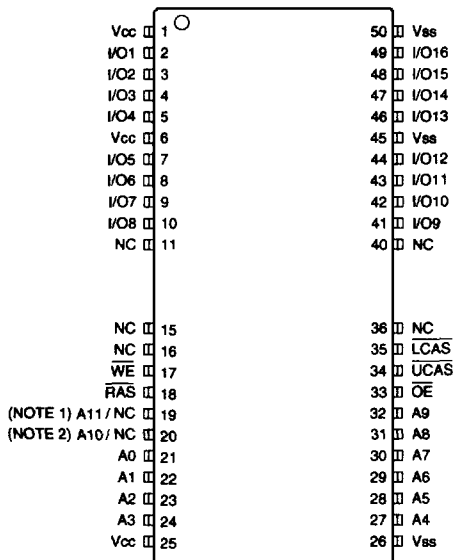 Vcc 1 50 Vss
I/O1 2 49 I/O16
I/O2 3 48 I/O15
I/O3 4 47 I/O14
I/O4 5 46 I/O13
Vcc 6 45 Vss
I/O5 7 44 I/O12
I/O6 8 43 I/O11
I/O7 9 42 I/O10
I/O8 10 41 I/O9
NC 11 40 NC
NC 15 36 NC
NC 16 35 LCAS
WE 17 34 UCAS
RAS 18 33 OE
(NOTE 1) A11/NC 19 32 A9
(NOTE 2) A10/NC 20 31 A8
A0 21 30 A7
A1 22 29 A6
A2 23 28 A5
A3 24 27 A4
Vcc 25 26 Vss